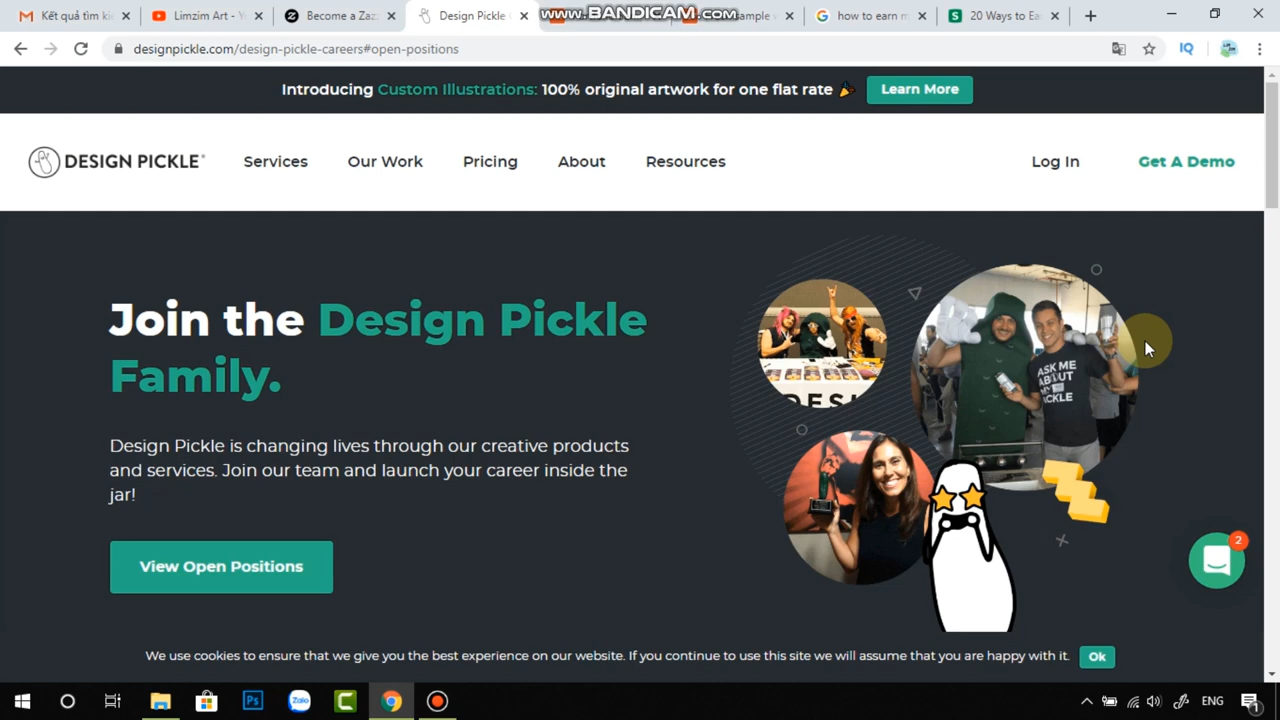 Kết quả tìm ki
Limzim Art - Y
Become a Zaz
Design Pickle
www.BANDICAM.com
ample
how to earn m
20 Ways to Ea
designpickle.com/design-pickle-careers#open-positions
Introducing Custom Illustrations: 100% original artwork for one flat rate
Learn More
DESIGN PICKLE
Services
Our Work
Pricing
About
Resources
Log In
Get A Demo
Join the Design Pickle
Family.
Design Pickle is changing lives through our creative products
and services. Join our team and launch your career inside the
jar!
View Open Positions
DES
ASK ME
ABOUT
MY
PICKLE
2
We use cookies to ensure that we give you the best experience on our website. If you continue to use this site we will assume that you are happy with it.
Ok
Ps
Zalo
ENG
1